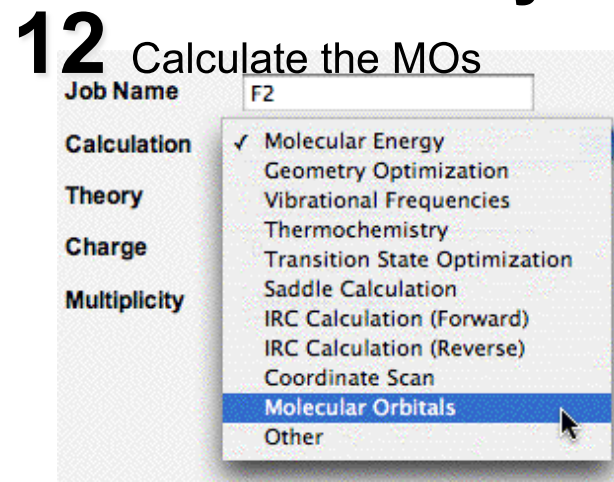 12 Calculate the MOs
Job Name F2
Calculation ✓ Molecular Energy
Geometry Optimization
Theory
Vibrational Frequencies
Thermochemistry
Charge
Transition State Optimization
Saddle Calculation
Multiplicity
IRC Calculation (Forward)
IRC Calculation (Reverse)
Coordinate Scan
Molecular Orbitals
Other